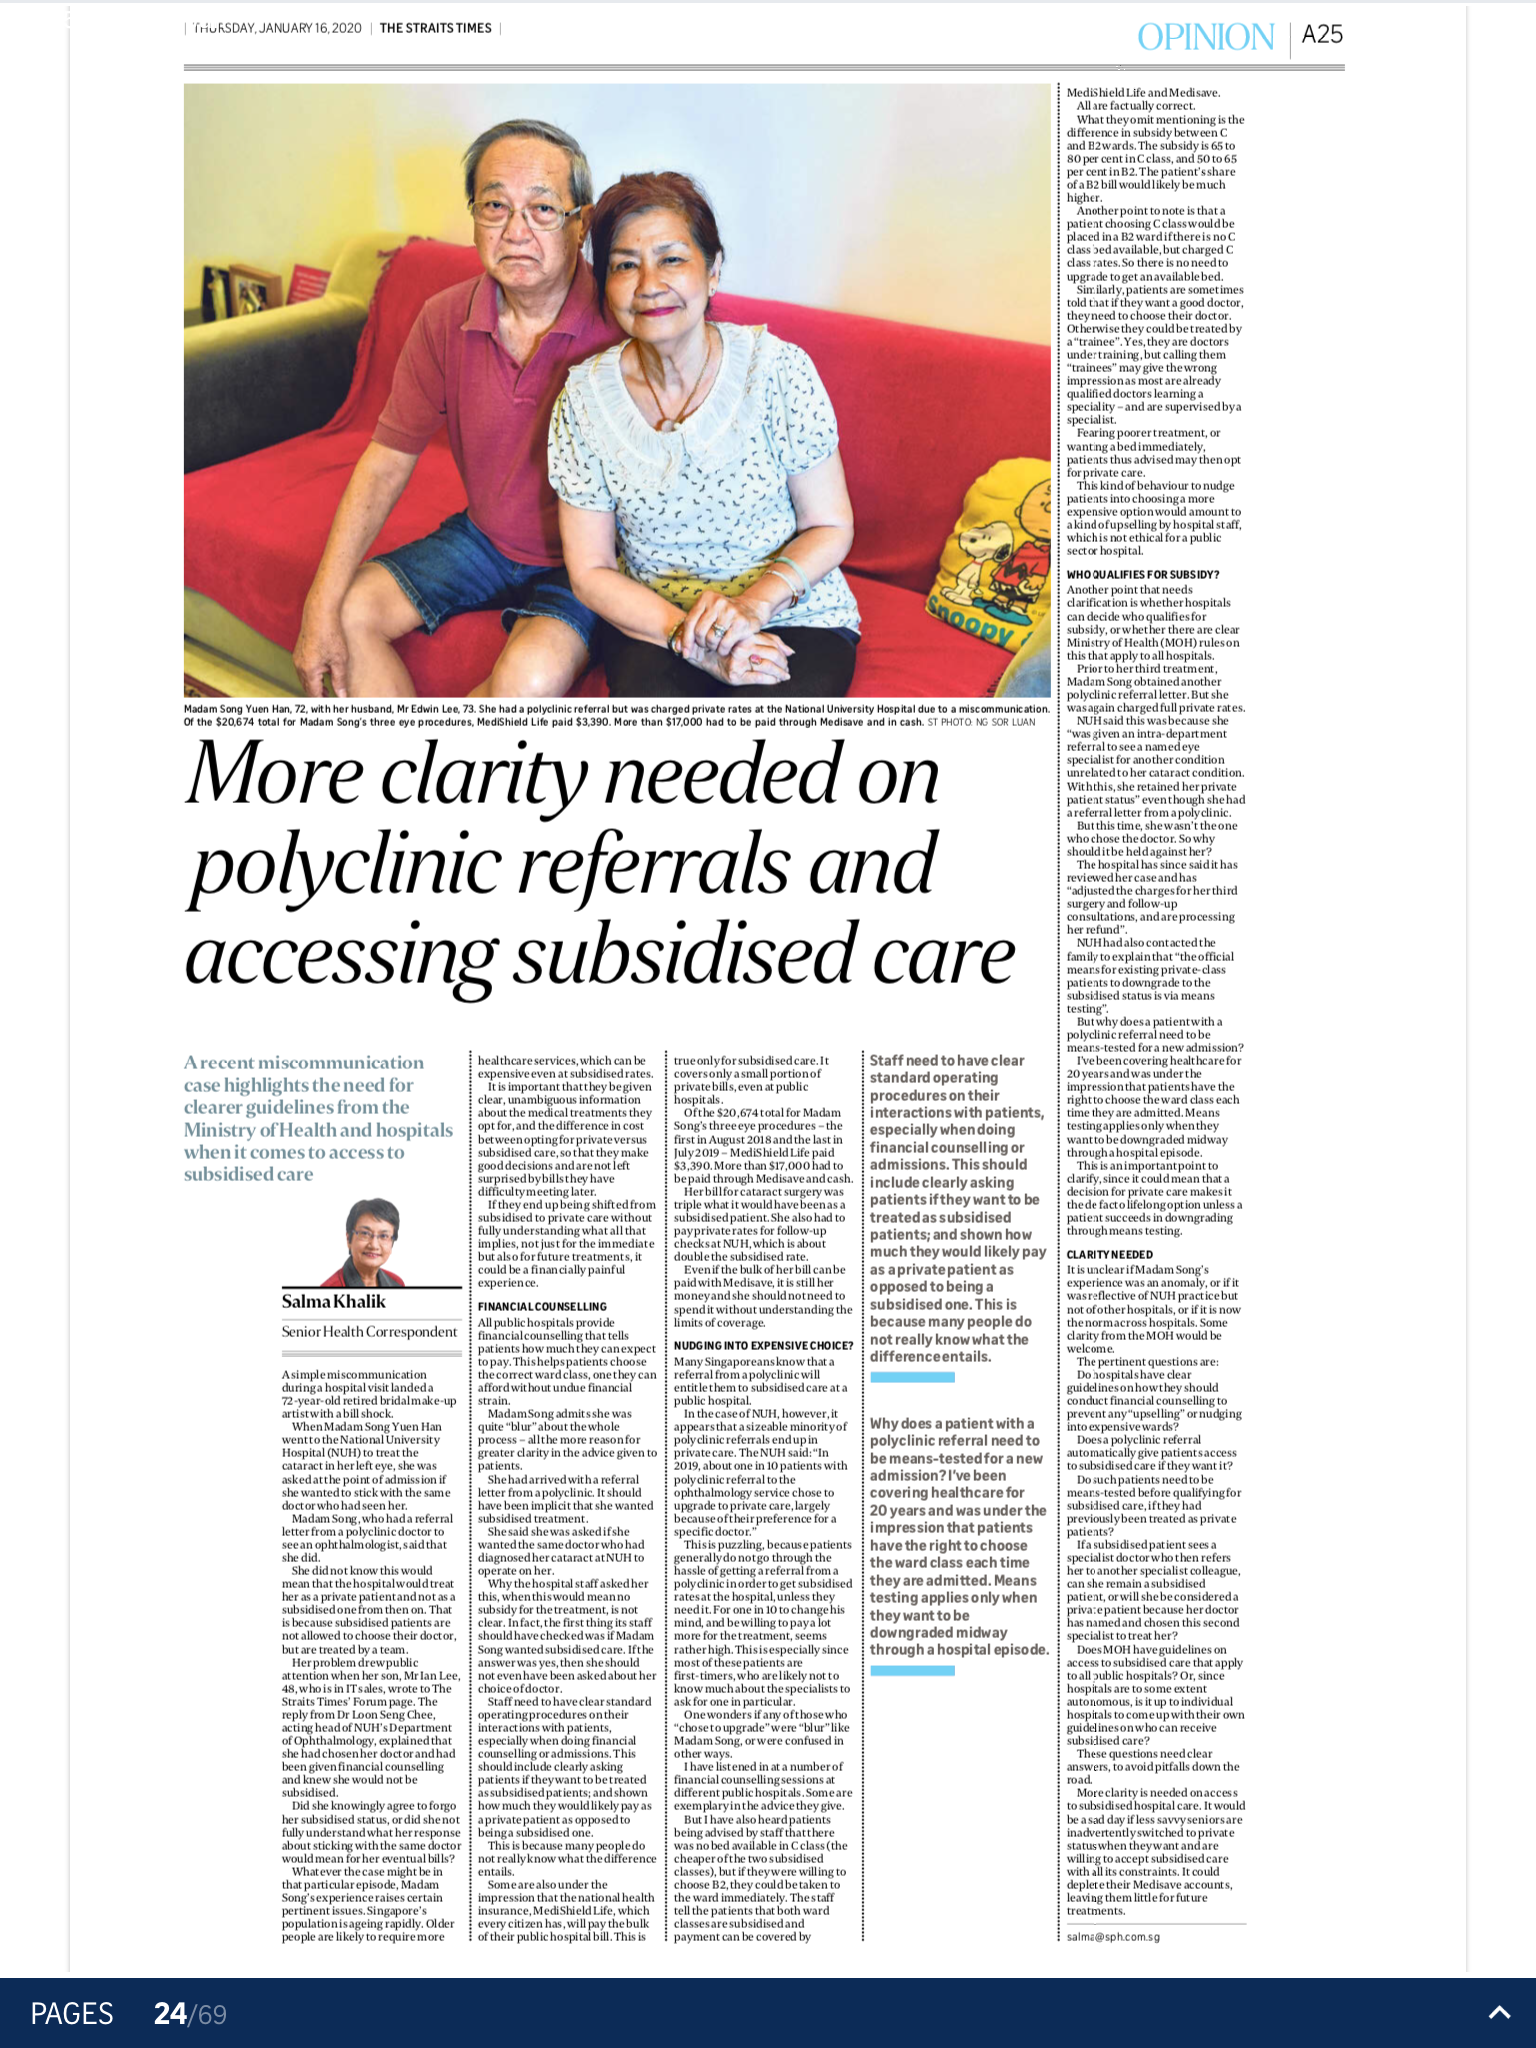 THURSDAY, JANUARY 16, 2020 | THE STRAITS TIMES |
OPINION | A25
Snoopy
Madam Song Yuen Han, 72, with her husband, Mr Edwin Lee, 73. She had a polyclinic referral but was charged private rates at the National University Hospital due to a miscommunication.
Of the $20,674 total for Madam Song's three eye procedures, MediShield Life paid $3,390. More than $17,000 had to be paid through Medisave and in cash. ST PHOTO: NG SOR LUAN
More clarity needed on
polyclinic referrals and
accessing subsidised care
A recent miscommunication
case highlights the need for
clearer guidelines from the
Ministry of Health and hospitals
when it comes to access to
subsidised care
Salma Khalik
Senior Health Correspondent
A simple miscommunication
during a hospital visit landed a
72-year-old retired bridal make-up
artist with a bill shock.
When Madam Song Yuen Han
went to the National University
Hospital (NUH) to treat the
cataract in her left eye, she was
asked at the point of admission if
she wanted to stick with the same
doctor who had seen her.
Madam Song, who had a referral
letter from a polyclinic doctor to
see an ophthalmologist, said that
she did.
She did not know this would
mean that the hospital would treat
her as a private patient and not as a
subsidised one from then on. That
is because subsidised patients are
not allowed to choose their doctor,
but are treated by a team.
Her problem drew public
attention when her son, Mr Ian Lee,
48, who is in IT sales, wrote to The
Straits Times' Forum page. The
reply from Dr Loon Seng Chee,
acting head of NUH's Department
of Ophthalmology, explained that
she had chosen her doctor and had
been given financial counselling
and knew she would not be
subsidised.
Did she knowingly agree to forgo
her subsidised status, or did she not
fully understand what her response
about sticking with the same doctor
would mean for her eventual bills?
Whatever the case might be in
that particular episode, Madam
Song's experience raises certain
pertinent issues. Singapore's
population is ageing rapidly. Older
people are likely to require more
healthcare services, which can be
expensive even at subsidised rates.
It is important that they be given
clear, unambiguous information
about the medical treatments they
opt for, and the difference in cost
between opting for private versus
subsidised care, so that they make
good decisions and are not left
surprised by bills they have
difficulty meeting later.
If they end up being shifted from
subsidised to private care without
fully understanding what all that
implies, not just for the immediate
but also for future treatments, it
could be a financially painful
experience.
FINANCIAL COUNSELLING
All public hospitals provide
financial counselling that tells
patients how much they can expect
to pay. This helps patients choose
the correct ward class, one they can
afford without undue financial
strain.
Madam Song admits she was
quite "blur" about the whole
process – all the more reason for
greater clarity in the advice given to
patients.
She had arrived with a referral
letter from a polyclinic. It should
have been implicit that she wanted
subsidised treatment.
She said she was asked if she
wanted the same doctor who had
diagnosed her cataract at NUH to
operate on her.
Why the hospital staff asked her
this, when this would mean no
subsidy for the treatment, is not
clear. In fact, the first thing its staff
should have checked was if Madam
Song wanted subsidised care. If the
answer was yes, then she should
not even have been asked about her
choice of doctor.
Staff need to have clear standard
operating procedures on their
interactions with patients,
especially when doing financial
counselling or admissions. This
should include clearly asking
patients if they want to be treated
as subsidised patients; and shown
how much they would likely pay as
a private patient as opposed to
being a subsidised one.
This is because many people do
not really know what the difference
entails.
Some are also under the
impression that the national health
insurance, MediShield Life, which
every citizen has, will pay the bulk
of their public hospital bill. This is
true only for subsidised care. It
covers only a small portion of
private bills, even at public
hospitals.
Of the $20,674 total for Madam
Song's three eye procedures – the
first in August 2018 and the last in
July 2019 – MediShield Life paid
$3,390. More than $17,000 had to
be paid through Medisave and cash.
Her bill for cataract surgery was
triple what it would have been as a
subsidised patient. She also had to
pay private rates for follow-up
checks at NUH, which is about
double the subsidised rate.
Even if the bulk of her bill can be
paid with Medisave, it is still her
money and she should not need to
spend it without understanding the
limits of coverage.
NUDGING INTO EXPENSIVE CHOICE?
Many Singaporeans know that a
referral from a polyclinic will
entitle them to subsidised care at a
public hospital.
In the case of NUH, however, it
appears that a sizeable minority of
polyclinic referrals end up in
private care. The NUH said: "In
2019, about one in 10 patients with
polyclinic referral to the
ophthalmology service chose to
upgrade to private care, largely
because of their preference for a
specific doctor."
This is puzzling, because patients
generally do not go through the
hassle of getting a referral from a
polyclinic in order to get subsidised
rates at the hospital, unless they
need it. For one in 10 to change his
mind, and be willing to pay a lot
more for the treatment, seems
rather high. This is especially since
most of these patients are
first-timers, who are likely not to
know much about the specialists to
ask for one in particular.
One wonders if any of those who
"chose to upgrade" were "blur" like
Madam Song, or were confused in
other ways.
I have listened in at a number of
financial counselling sessions at
different public hospitals. Some are
exemplary in the advice they give.
But I have also heard patients
being advised by staff that there
was no bed available in C class (the
cheaper of the two subsidised
classes), but if they were willing to
choose B2, they could be taken to
the ward immediately. The staff
tell the patients that both ward
classes are subsidised and
payment can be covered by
Staff need to have clear
standard operating
procedures on their
interactions with patients,
especially when doing
financial counselling or
admissions. This should
include clearly asking
patients if they want to be
treated as subsidised
patients; and shown how
much they would likely pay
as a private patient as
opposed to being a
subsidised one. This is
because many people do
not really know what the
difference entails.
Why does a patient with a
polyclinic referral need to
be means-tested for a new
admission? I've been
covering healthcare for
20 years and was under the
impression that patients
have the right to choose
the ward class each time
they are admitted. Means
testing applies only when
they want to be
downgraded midway
through a hospital episode.
MediShield Life and Medisave.
All are factually correct.
What they omit mentioning is the
difference in subsidy between C
and B2 wards. The subsidy is 65 to
80 per cent in C class, and 50 to 65
per cent in B2. The patient's share
of a B2 bill would likely be much
higher.
Another point to note is that a
patient choosing C class would be
placed in a B2 ward if there is no C
class bed available, but charged C
class rates. So there is no need to
upgrade to get an available bed.
Similarly, patients are sometimes
told that if they want a good doctor,
they need to choose their doctor.
Otherwise they could be treated by
a "trainee". Yes, they are doctors
under training, but calling them
"trainees" may give the wrong
impression as most are already
qualified doctors learning a
speciality – and are supervised by a
specialist.
Fearing poorer treatment, or
wanting a bed immediately,
patients thus advised may then opt
for private care.
This kind of behaviour to nudge
patients into choosing a more
expensive option would amount to
a kind of upselling by hospital staff,
which is not ethical for a public
sector hospital.
WHO QUALIFIES FOR SUBSIDY?
Another point that needs
clarification is whether hospitals
can decide who qualifies for
subsidy, or whether there are clear
Ministry of Health (MOH) rules on
this that apply to all hospitals.
Prior to her third treatment,
Madam Song obtained another
polyclinic referral letter. But she
was again charged full private rates.
NUH said this was because she
"was given an intra-department
referral to see a named eye
specialist for another condition
unrelated to her cataract condition.
With this, she retained her private
patient status" even though she had
a referral letter from a polyclinic.
But this time, she wasn't the one
who chose the doctor. So why
should it be held against her?
The hospital has since said it has
reviewed her case and has
"adjusted the charges for her third
surgery and follow-up
consultations, and are processing
her refund".
NUH had also contacted the
family to explain that "the official
means for existing private-class
patients to downgrade to the
subsidised status is via means
testing".
But why does a patient with a
polyclinic referral need to be
means-tested for a new admission?
I've been covering healthcare for
20 years and was under the
impression that patients have the
right to choose the ward class each
time they are admitted. Means
testing applies only when they
want to be downgraded midway
through a hospital episode.
This is an important point to
clarify, since it could mean that a
decision for private care makes it
the de facto lifelong option unless a
patient succeeds in downgrading
through means testing.
CLARITY NEEDED
It is unclear if Madam Song's
experience was an anomaly, or if it
was reflective of NUH practice but
not of other hospitals, or if it is now
the norm across hospitals. Some
clarity from the MOH would be
welcome.
The pertinent questions are:
Do hospitals have clear
guidelines on how they should
conduct financial counselling to
prevent any "upselling" or nudging
into expensive wards?
Does a polyclinic referral
automatically give patients access
to subsidised care if they want it?
Do such patients need to be
means-tested before qualifying for
subsidised care, if they had
previously been treated as private
patients?
If a subsidised patient sees a
specialist doctor who then refers
her to another specialist colleague,
can she remain a subsidised
patient, or will she be considered a
private patient because her doctor
has named and chosen this second
specialist to treat her?
Does MOH have guidelines on
access to subsidised care that apply
to all public hospitals? Or, since
hospitals are to some extent
autonomous, is it up to individual
hospitals to come up with their own
guidelines on who can receive
subsidised care?
These questions need clear
answers, to avoid pitfalls down the
road.
More clarity is needed on access
to subsidised hospital care. It would
be a sad day if less savvy seniors are
inadvertently switched to private
status when they want and are
willing to accept subsidised care
with all its constraints. It could
deplete their Medisave accounts,
leaving them little for future
treatments.
salma@sph.com.sg
PAGES 24/69